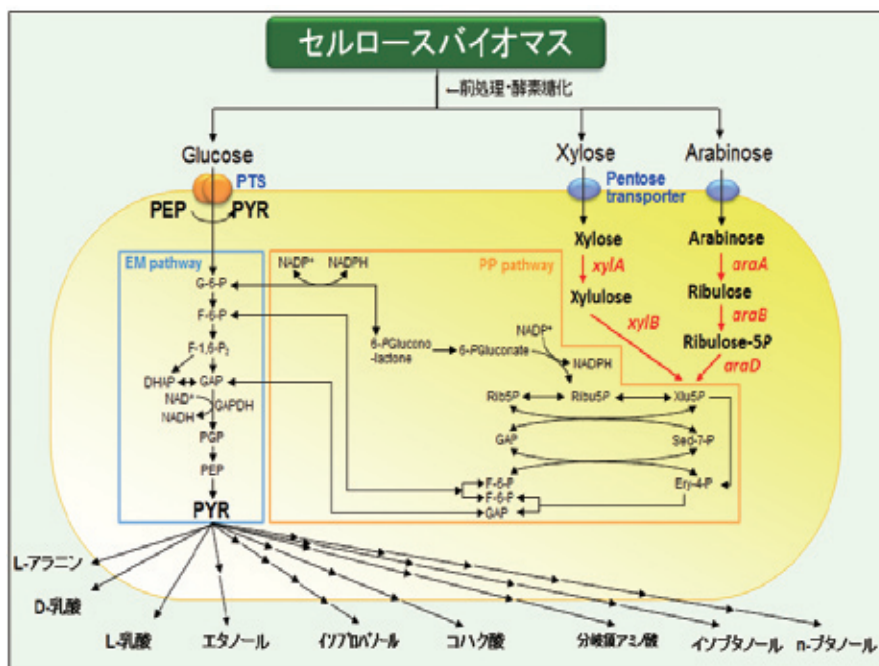 セルロースバイオマス
←前処理・酵素糖化
Glucose
Xylose
Arabinose
PTS
Pentose
transporter
PEP
PYR
Xylose
Arabinose
EM pathway
NADP⁺
NADPH
PP pathway
xylA
araA
G-6-P
Xylulose
Ribulose
F-6-P
xylB
araB
NADP⁺
6-PGlucono
-lactone
6-PGluconate
NADPH
Ribulose-5P
F-1,6-P₂
araD
DHAP
GAP
NAD⁺
NADH
GAPDH
Rib5P
Ribu5P
Xlu5P
PGP
GAP
Sed-7-P
PEP
F-6-P
Ery-4-P
F-6-P
GAP
PYR
L-アラニン
D-乳酸
L-乳酸
エタノール
イソプロパノール
コハク酸
分岐鎖アミノ酸
イソブタノール
n-ブタノール